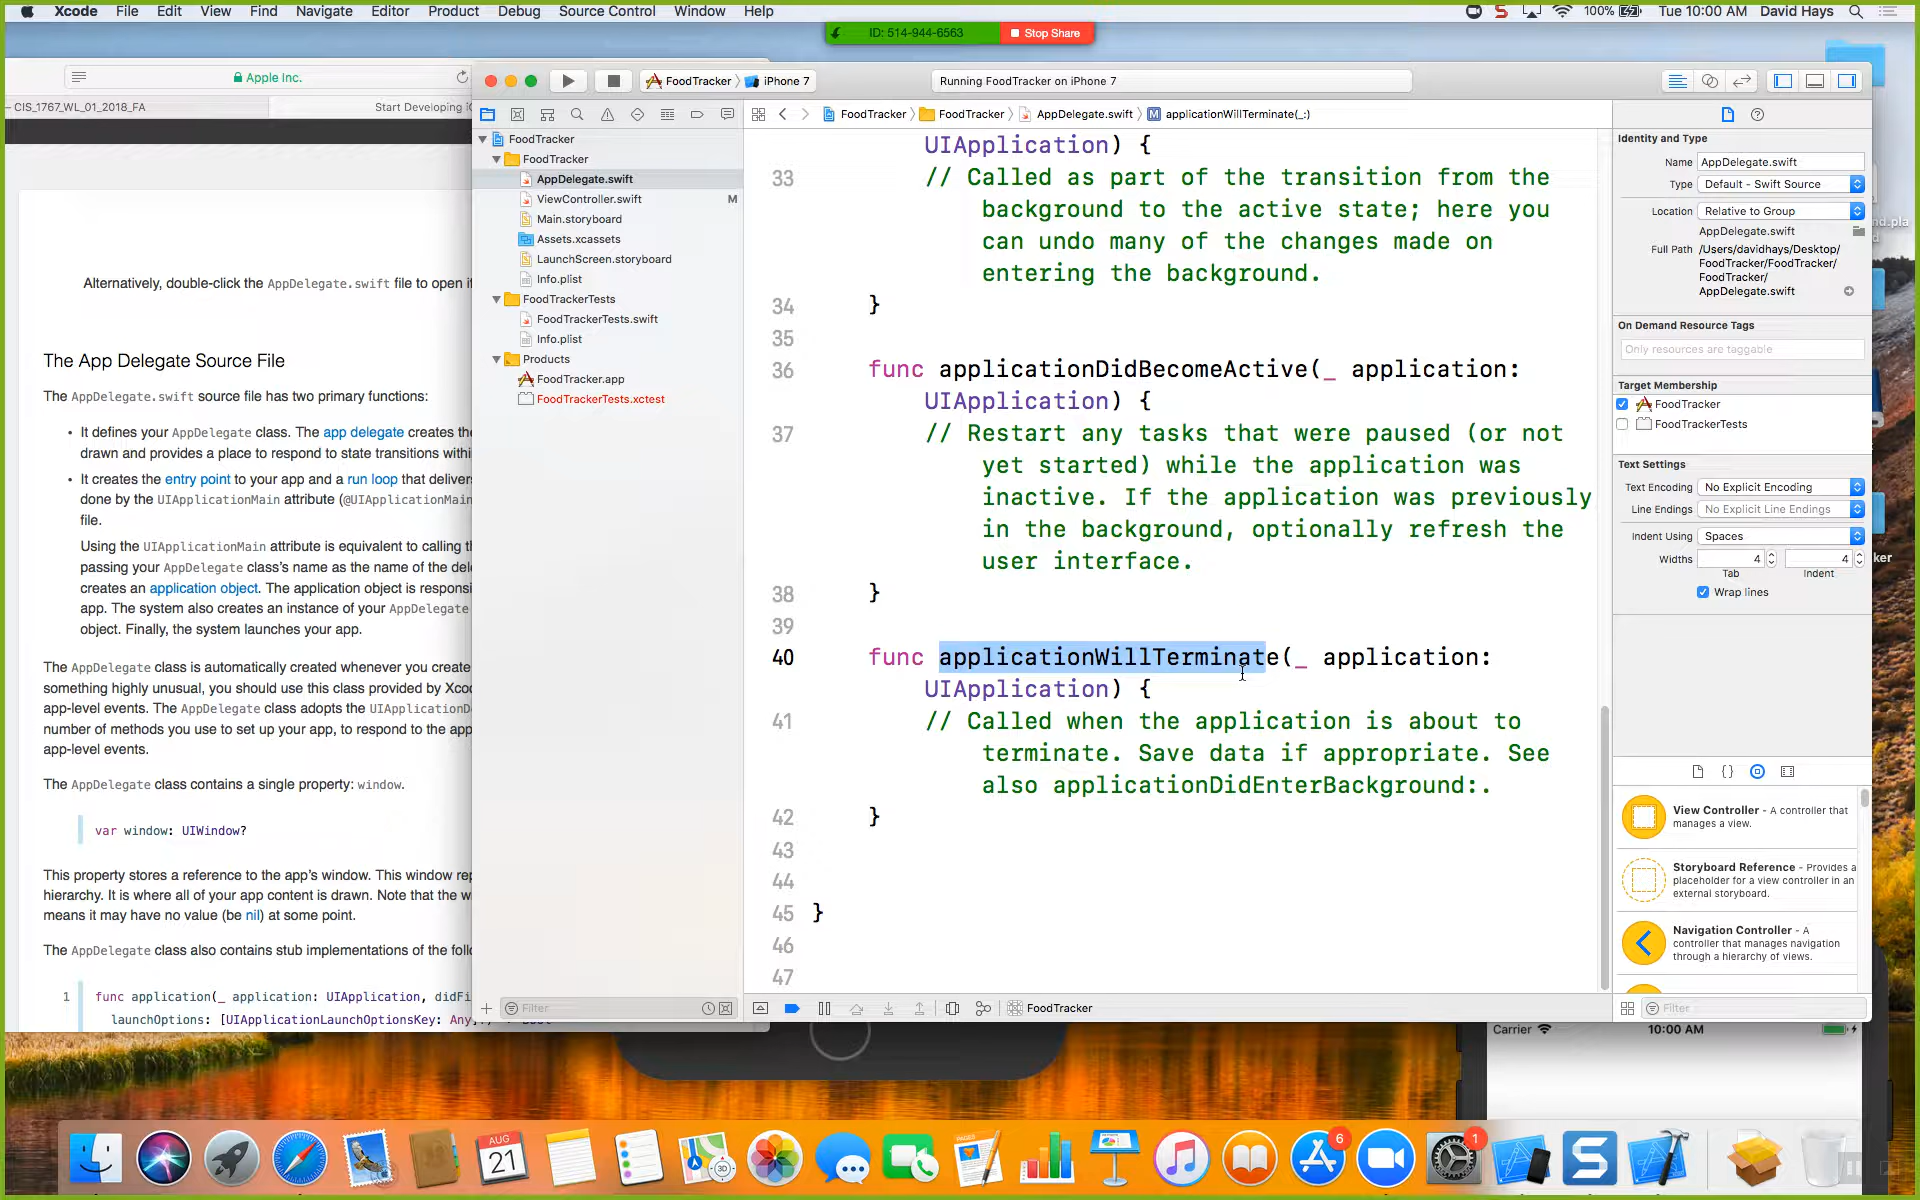 Xcode File Edit View Find Navigate Editor Product Debug Source Control Window Help
100% Tue 10:00 AM David Hays
ID: 514-944-6563 Stop Share
Apple Inc.
CIS_1767_WL_01_2018_FA
Start Developing
Alternatively, double-click the AppDelegate.swift file to open
The App Delegate Source File
The AppDelegate.swift source file has two primary functions:
• It defines your AppDelegate class. The app delegate creates the
drawn and provides a place to respond to state transitions within
• It creates the entry point to your app and a run loop that delivers
done by the UIApplicationMain attribute (@UIApplicationMain
file.
Using the UIApplicationMain attribute is equivalent to calling
passing your AppDelegate class's name as the name of the
creates an application object. The application object is
app. The system also creates an instance of your AppDelegate
object. Finally, the system launches your app.
The AppDelegate class is automatically created whenever you create
something highly unusual, you should use this class provided by
app-level events. The AppDelegate class adopts the
number of methods you use to set up your app, to respond to the app
app-level events.
The AppDelegate class contains a single property: window.
var window: UIWindow?
This property stores a reference to the app's window. This window
hierarchy. It is where all of your app content is drawn. Note that the
means it may have no value (be nil) at some point.
The AppDelegate class also contains stub implementations of the
1 func application(_ application: UIApplication,
launchOptions: [UIApplicationLaunchOptionsKey:
FoodTracker iPhone 7
Running FoodTracker on iPhone 7
FoodTracker
FoodTracker
AppDelegate.swift
ViewController.swift M
Main.storyboard
Assets.xcassets
LaunchScreen.storyboard
Info.plist
FoodTrackerTests
FoodTrackerTests.swift
Info.plist
Products
FoodTracker.app
FoodTrackerTests.xctest
Filter
FoodTracker FoodTracker AppDelegate.swift M applicationWillTerminate(_:)
UIApplication) {
33 // Called as part of the transition from the
background to the active state; here you
can undo many of the changes made on
entering the background.
34 }
35
36 func applicationDidBecomeActive(_ application:
UIApplication) {
37 // Restart any tasks that were paused (or not
yet started) while the application was
inactive. If the application was previously
in the background, optionally refresh the
user interface.
38 }
39
40 func applicationWillTerminate(_ application:
UIApplication) {
41 // Called when the application is about to
terminate. Save data if appropriate. See
also applicationDidEnterBackground:.
42 }
43
44
45 }
46
47
FoodTracker
Identity and Type
Name AppDelegate.swift
Type Default - Swift Source
Location Relative to Group
AppDelegate.swift
Full Path /Users/davidhays/Desktop/
FoodTracker/FoodTracker/
FoodTracker/
AppDelegate.swift
On Demand Resource Tags
Only resources are taggable
Target Membership
FoodTracker
FoodTrackerTests
Text Settings
Text Encoding No Explicit Encoding
Line Endings No Explicit Line Endings
Indent Using Spaces
Widths 4 4
Tab Indent
Wrap lines
{}
View Controller - A controller that
manages a view.
Storyboard Reference - Provides a
placeholder for a view controller in an
external storyboard.
Navigation Controller - A
controller that manages navigation
through a hierarchy of views.
Filter
Carrier 10:00 AM
AUG
21
PAGES
3D
6
1
S